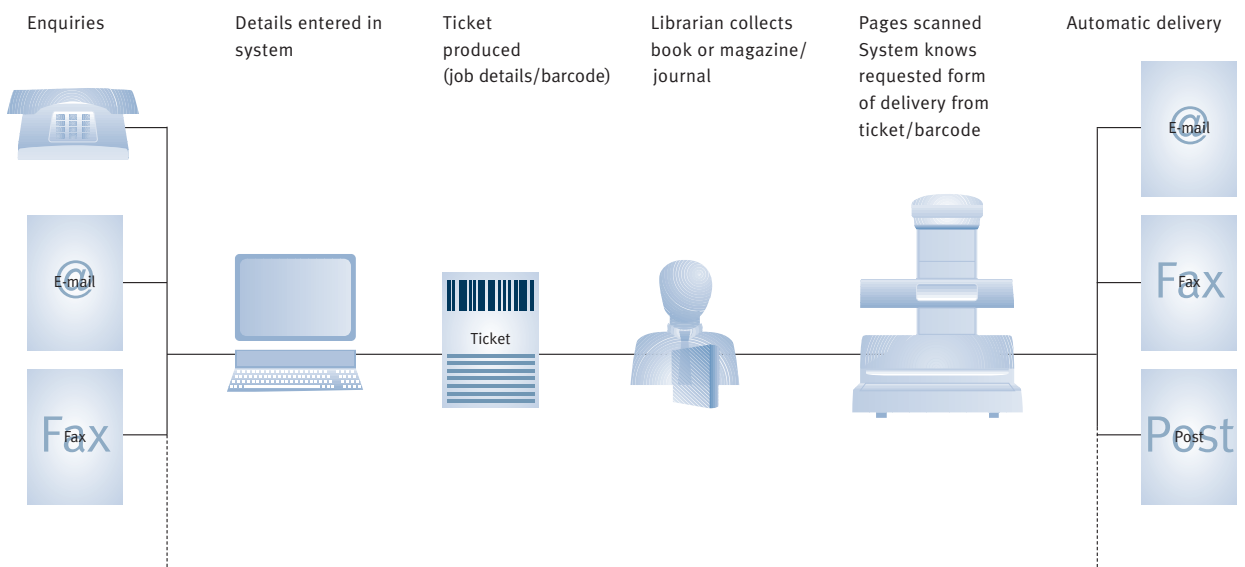 Enquiries
Details entered in
system
Ticket
produced
(job details/barcode)
Librarian collects
book or magazine/
journal
Pages scanned
System knows
requested form
of delivery from
ticket/barcode
Automatic delivery
@
E-mail
Fax
Fax
Ticket
@
E-mail
Fax
Fax
Post
Post